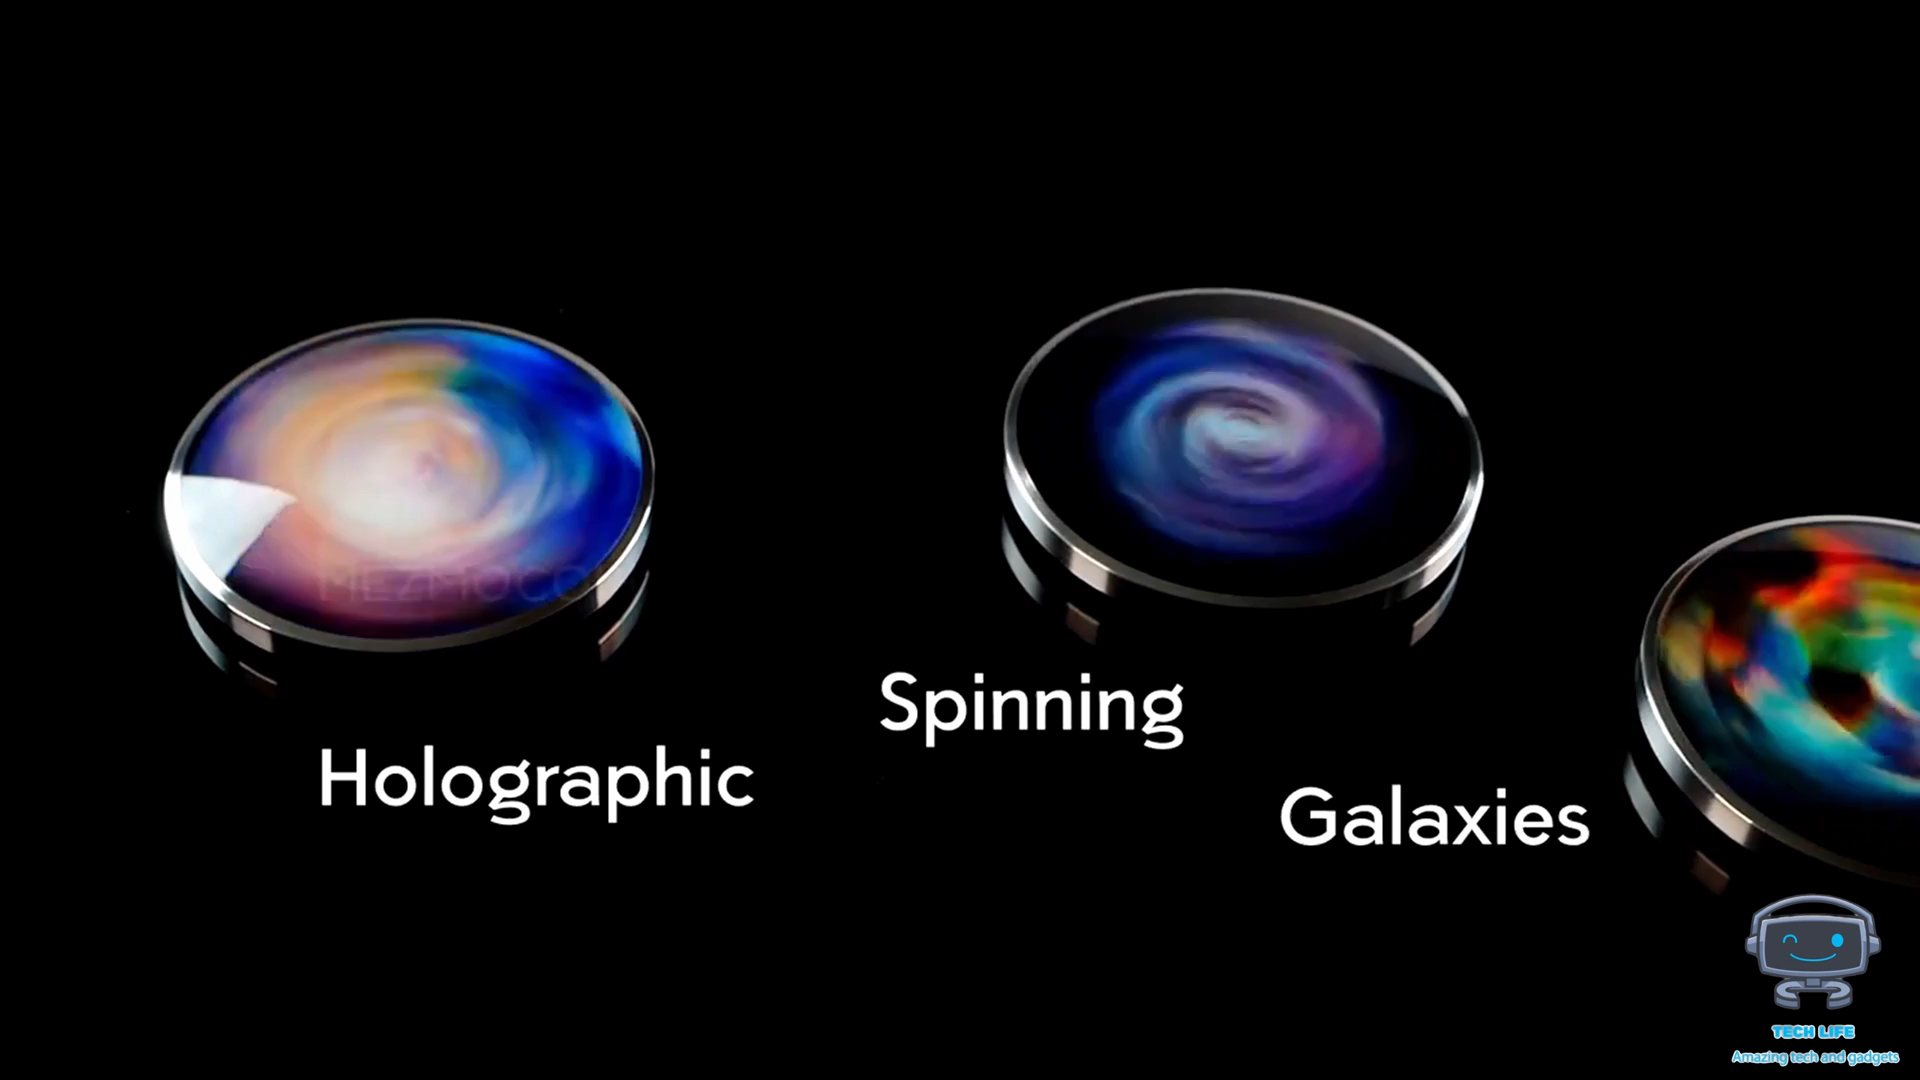 Holographic
Spinning
Galaxies
TECH LIFE
Amazing tech and gadgets